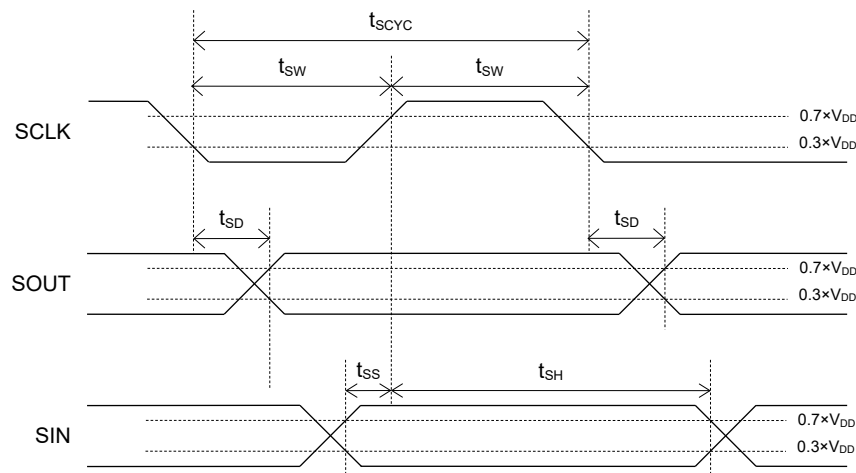 tSCYC
tSW tSW
SCLK
0.7×VDD
0.3×VDD
tSD tSD
SOUT
0.7×VDD
0.3×VDD
tSS tSH
SIN
0.7×VDD
0.3×VDD